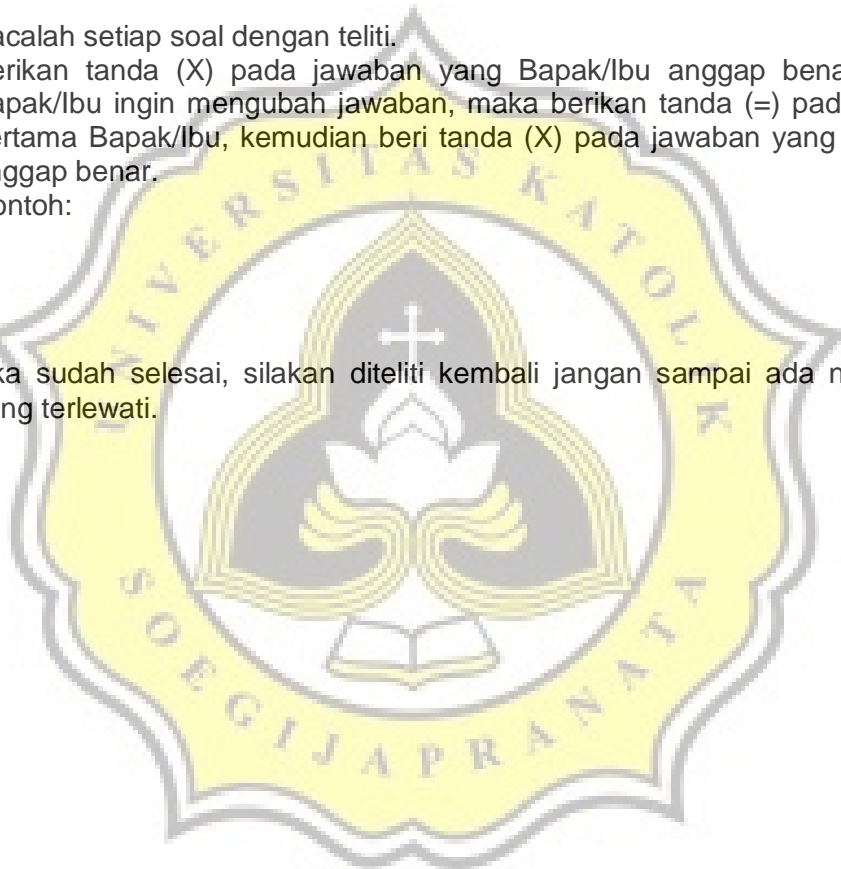 acalah setiap soal dengan teliti.
erikan tanda (X) pada jawaban yang Bapak/Ibu anggap bena
apak/Ibu ingin mengubah jawaban, maka berikan tanda (=) pad
ertama Bapak/Ibu, kemudian beri tanda (X) pada jawaban yang
nggap benar.
ontoh:
ka sudah selesai, silakan diteliti kembali jangan sampai ada n
ng terlewati.
UNIVERSITAS KATOLIK
SOEGIJAPRANATA